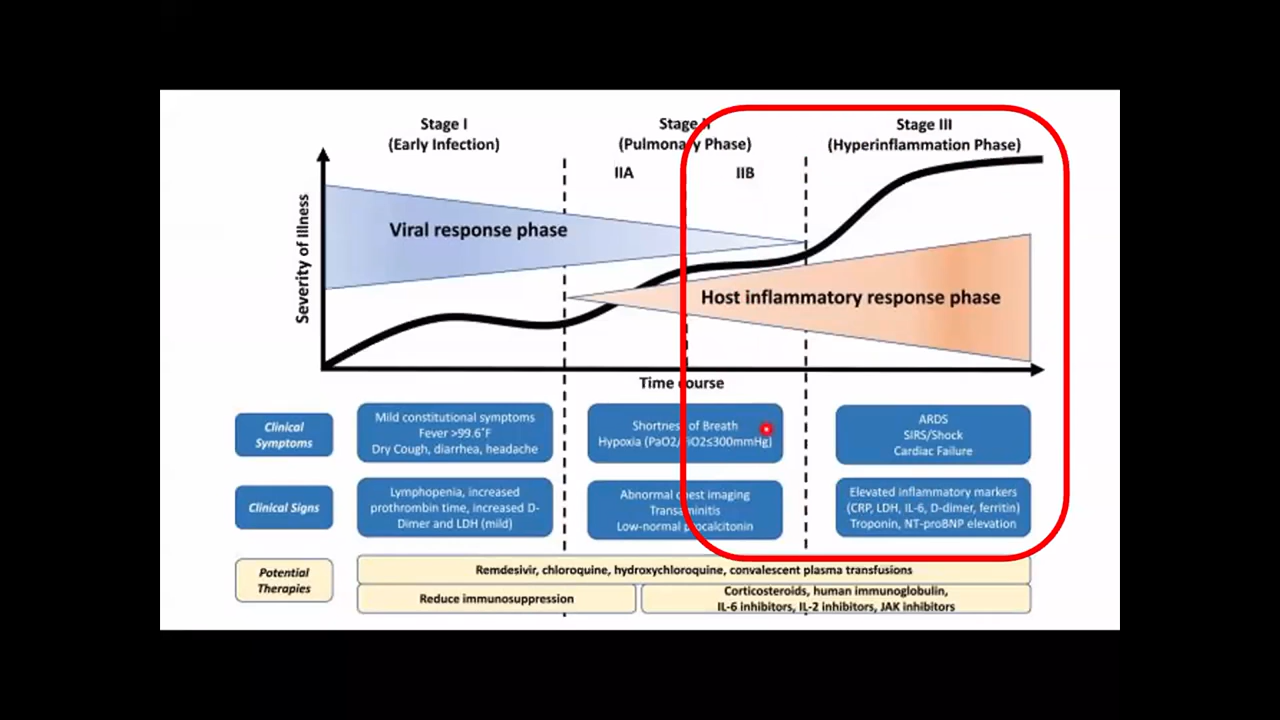 Stage I
(Early Infection)
Stage II
(Pulmonary Phase)
IIA
IIB
Stage III
(Hyperinflammation Phase)
Severity of Illness
Viral response phase
Host inflammatory response phase
Time course
Clinical
Symptoms
Mild constitutional symptoms
Fever >99.6°F
Dry Cough, diarrhea, headache
Shortness of Breath
Hypoxia (PaO2/FiO2≤300mmHg)
ARDS
SIRS/Shock
Cardiac Failure
Clinical Signs
Lymphopenia, increased
prothrombin time, increased D-
Dimer and LDH (mild)
Abnormal chest imaging
Transaminitis
Low-normal procalcitonin
Elevated inflammatory markers
(CRP, LDH, IL-6, D-dimer, ferritin)
Troponin, NT-proBNP elevation
Potential
Therapies
Remdesivir, chloroquine, hydroxychloroquine, convalescent plasma transfusions
Reduce immunosuppression
Corticosteroids, human immunoglobulin,
IL-6 inhibitors, IL-2 inhibitors, JAK inhibitors